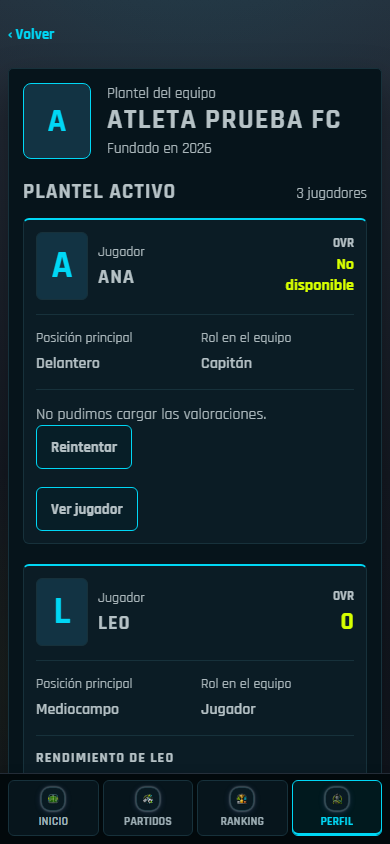 ‹ Volver
A
Plantel del equipo
ATLETA PRUEBA FC
Fundado en 2026
PLANTEL ACTIVO
3 jugadores
A
Jugador
ANA
OVR
No
disponible
Posición principal
Rol en el equipo
Delantero
Capitán
No pudimos cargar las valoraciones.
Reintentar
Ver jugador
L
Jugador
LEO
OVR
0
Posición principal
Rol en el equipo
Mediocampo
Jugador
RENDIMIENTO DE LEO
INICIO
PARTIDOS
RANKING
PERFIL